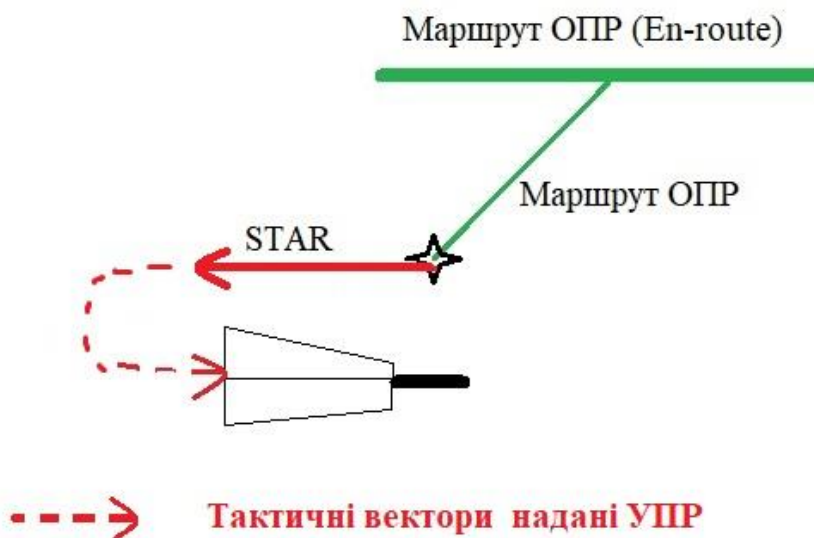 Маршрут ОПР (En-route)
Маршрут ОПР
STAR
Тактичні вектори надані УПР